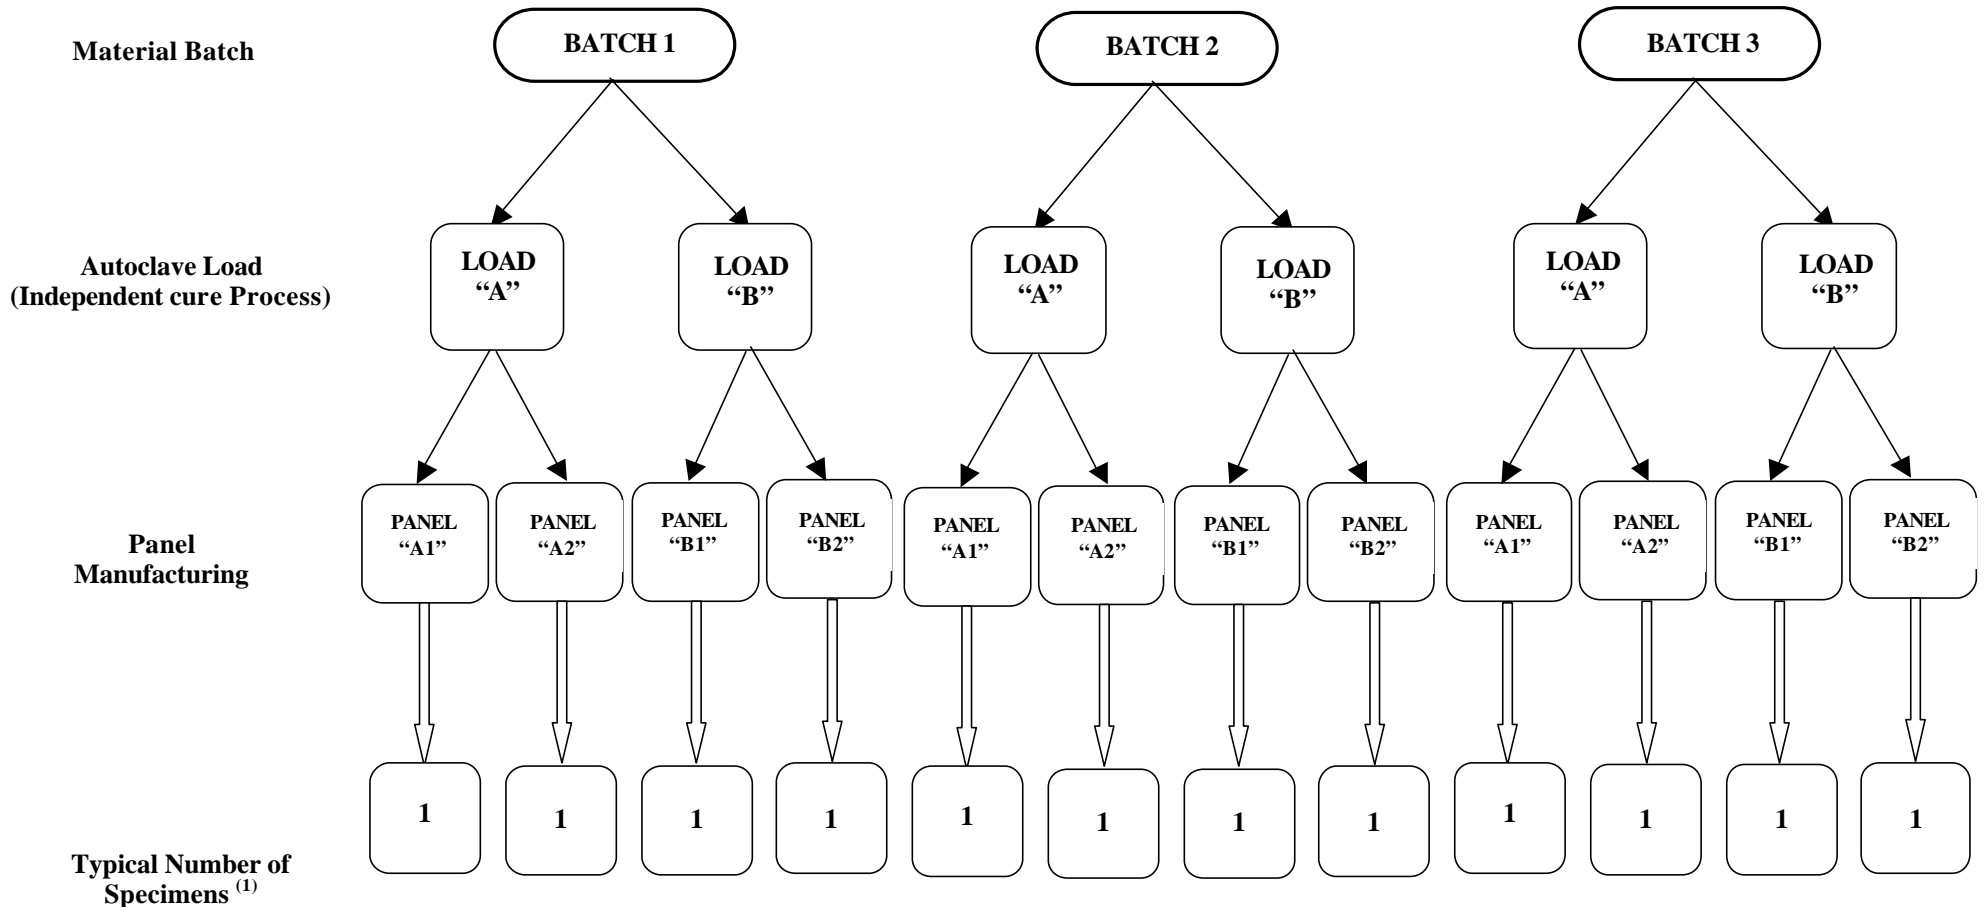 Material Batch
BATCH 1
BATCH 2
BATCH 3
Autoclave Load
(Independent cure Process)
LOAD
“A”
LOAD
“B”
LOAD
“A”
LOAD
“B”
LOAD
“A”
LOAD
“B”
Panel
Manufacturing
PANEL
“A1”
PANEL
“A2”
PANEL
“B1”
PANEL
“B2”
PANEL
“A1”
PANEL
“A2”
PANEL
“B1”
PANEL
“B2”
PANEL
“A1”
PANEL
“A2”
PANEL
“B1”
PANEL
“B2”
1
1
1
1
1
1
1
1
1
1
1
1
Typical Number of
Specimens (1)